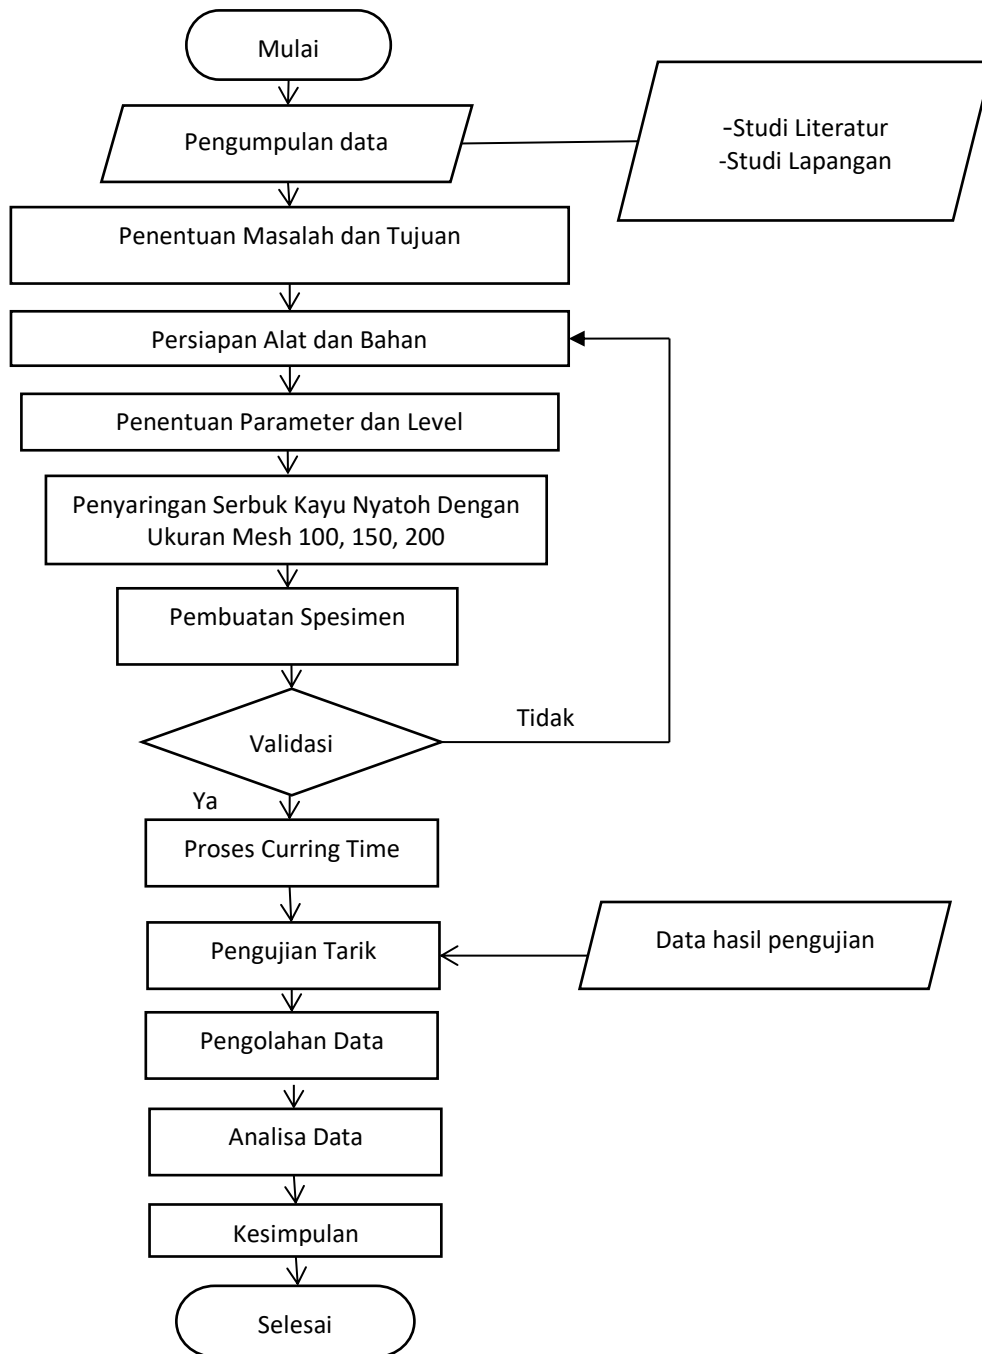 Mulai
Pengumpulan data
-Studi Literatur
-Studi Lapangan
Penentuan Masalah dan Tujuan
Persiapan Alat dan Bahan
Penentuan Parameter dan Level
Penyaringan Serbuk Kayu Nyatoh Dengan
Ukuran Mesh 100, 150, 200
Pembuatan Spesimen
Validasi
Tidak
Ya
Proses Curring Time
Pengujian Tarik
Data hasil pengujian
Pengolahan Data
Analisa Data
Kesimpulan
Selesai